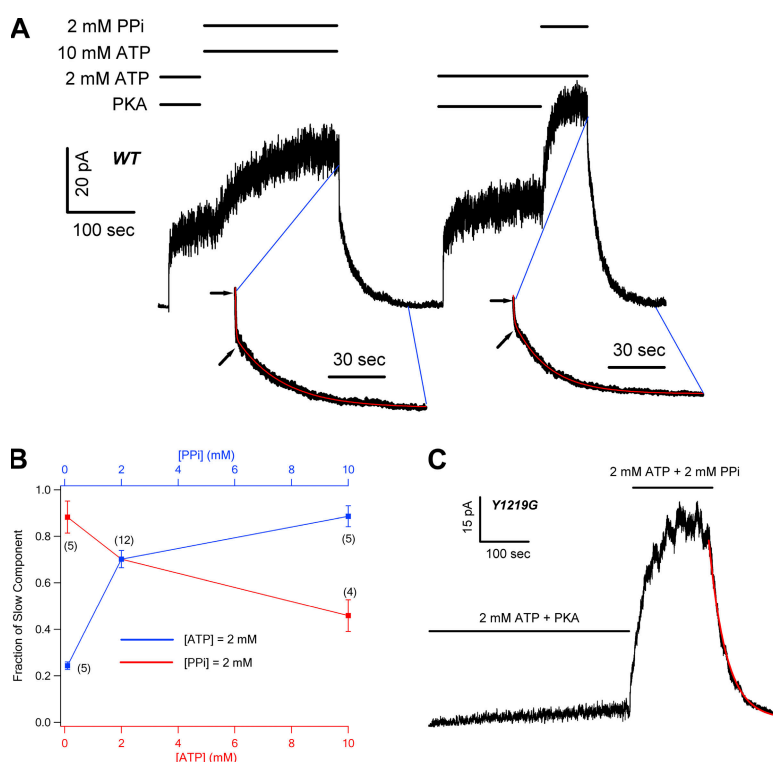 A
2 mM PPi
10 mM ATP
2 mM ATP
PKA
20 pA
WT
100 sec
30 sec
30 sec
B
[PPi] (mM)
0 2 4 6 8 10
1.0
0.8
0.6
0.4
0.2
0.0
Fraction of Slow Component
(5)
(12)
(5)
(4)
(5)
[ATP] = 2 mM
[PPi] = 2 mM
0 2 4 6 8 10
[ATP] (mM)
C
2 mM ATP + 2 mM PPi
15 pA
Y1219G
100 sec
2 mM ATP + PKA